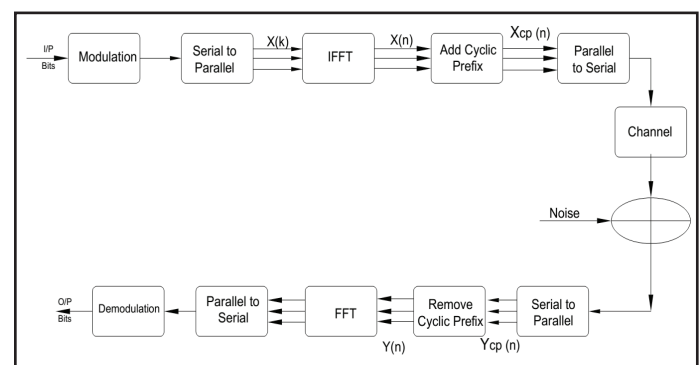 I/P
Bits
Modulation
Serial to
Parallel
X(k)
IFFT
X(n)
Add Cyclic
Prefix
Xcp (n)
Parallel
to Serial
Channel
Noise
O/P
Bits
Demodulation
Parallel to
Serial
FFT
Y(n)
Remove
Cyclic Prefix
Ycp (n)
Serial to
Parallel